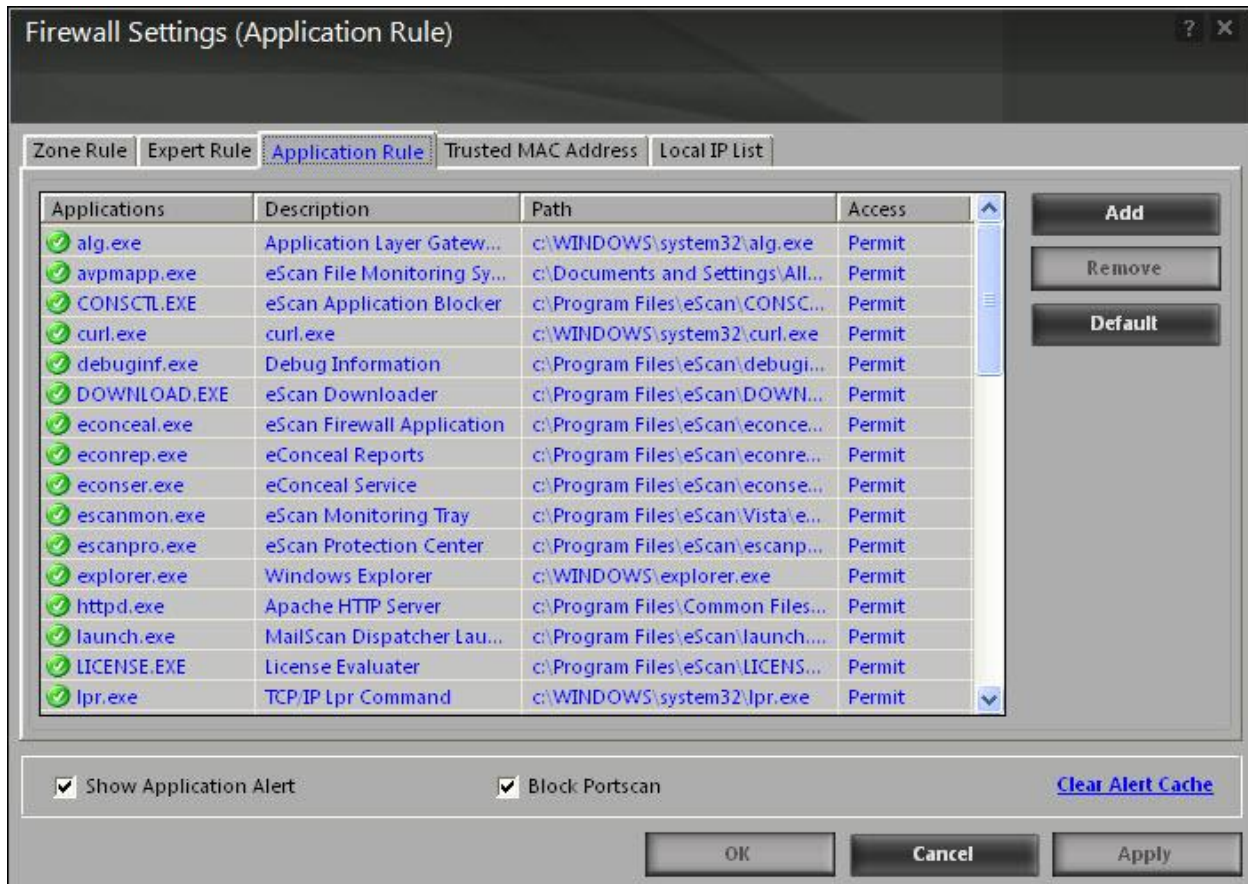 Firewall Settings (Application Rule)
? X
Zone Rule Expert Rule Application Rule Trusted MAC Address Local IP List
Applications Description Path Access
alg.exe Application Layer Gatew... c:\WINDOWS\system32\alg.exe Permit
avpmapp.exe eScan File Monitoring Sy... c:\Documents and Settings\All... Permit
CONSCTL.EXE eScan Application Blocker c:\Program Files\eScan\CONSC... Permit
curl.exe curl.exe c:\WINDOWS\system32\curl.exe Permit
debuginf.exe Debug Information c:\Program Files\eScan\debugi... Permit
DOWNLOAD.EXE eScan Downloader c:\Program Files\eScan\DOWN... Permit
econceal.exe eScan Firewall Application c:\Program Files\eScan\econce... Permit
econrep.exe eConceal Reports c:\Program Files\eScan\econre... Permit
econser.exe eConceal Service c:\Program Files\eScan\econse... Permit
escanmon.exe eScan Monitoring Tray c:\Program Files\eScan\Vista\e... Permit
escanpro.exe eScan Protection Center c:\Program Files\eScan\escanp... Permit
explorer.exe Windows Explorer c:\WINDOWS\explorer.exe Permit
httpd.exe Apache HTTP Server c:\Program Files\Common Files... Permit
launch.exe MailScan Dispatcher Lau... c:\Program Files\eScan\launch.... Permit
LICENSE.EXE License Evaluater c:\Program Files\eScan\LICENS... Permit
lpr.exe TCP/IP Lpr Command c:\WINDOWS\system32\lpr.exe Permit
Add
Remove
Default
Show Application Alert Block Portscan Clear Alert Cache
OK Cancel Apply